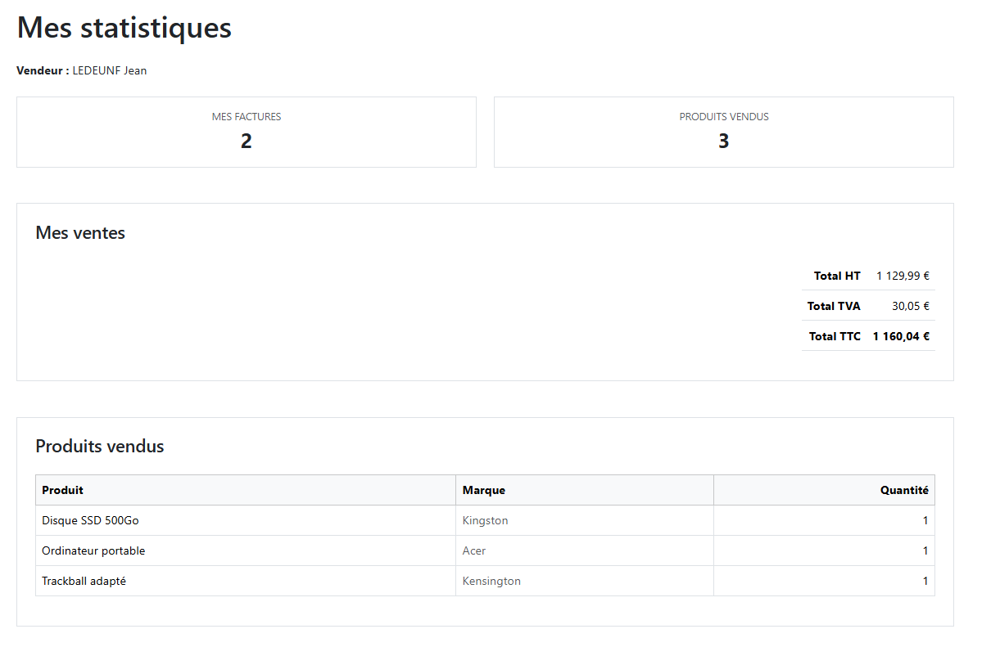 Mes statistiques
Vendeur : LEDEUNF Jean
MES FACTURES
2
PRODUITS VENDUS
3
Mes ventes
Total HT 1 129,99 €
Total TVA 30,05 €
Total TTC 1 160,04 €
Produits vendus
Produit Marque Quantité
Disque SSD 500Go Kingston 1
Ordinateur portable Acer 1
Trackball adapté Kensington 1